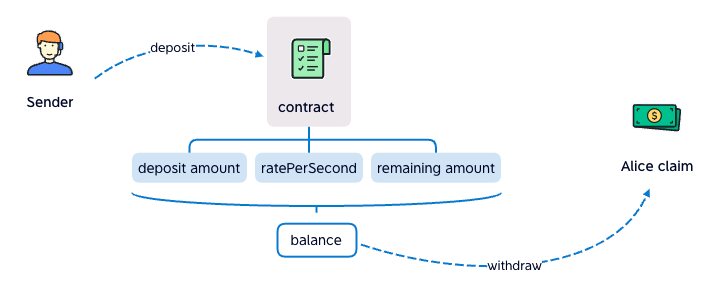 deposit
Sender
contract
deposit amount
ratePerSecond
remaining amount
Alice claim
balance
withdraw